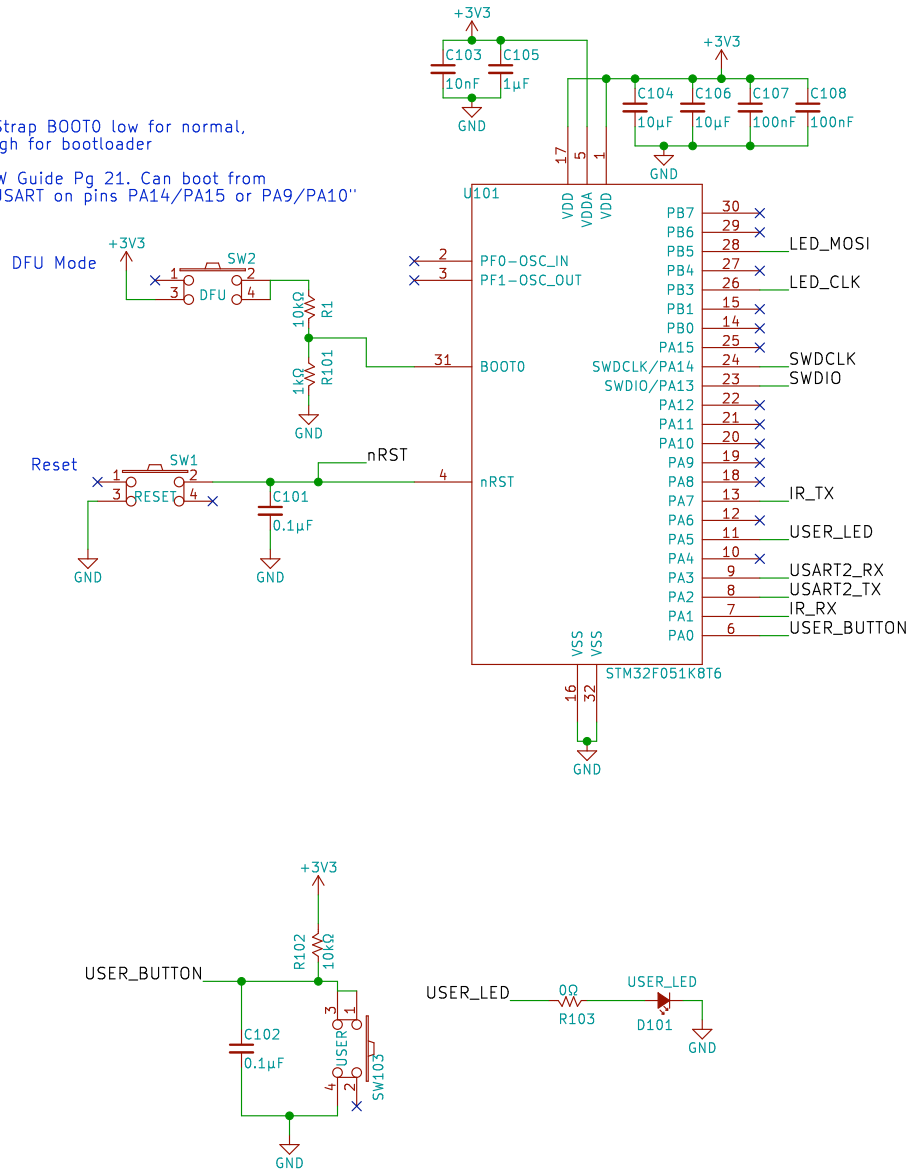 +3V3
C103
C105
10nF
1µF
GND
+3V3
C104
C106
C107
C108
10µF
10µF
100nF
100nF
GND
Strap BOOT0 low for normal,
gh for bootloader
W Guide Pg 21. Can boot from
USART on pins PA14/PA15 or PA9/PA10"
17
5
1
U101
VDD
VDDA
VDD
DFU Mode
+3V3
SW2
1
2
3
4
DFU
10kΩ
R1
1kΩ
R101
GND
2
PF0-OSC_IN
3
PF1-OSC_OUT
31
BOOT0
4
nRST
nRST
Reset
SW1
1
2
3
4
RESET
C101
0.1µF
GND
GND
PB7
30
PB6
29
PB5
28
LED_MOSI
PB4
27
PB3
26
LED_CLK
PB1
15
PB0
14
PA15
25
SWDCLK/PA14
24
SWDCLK
SWDIO/PA13
23
SWDIO
PA12
22
PA11
21
PA10
20
PA9
19
PA8
18
PA7
13
IR_TX
PA6
12
PA5
11
USER_LED
PA4
10
PA3
9
USART2_RX
PA2
8
USART2_TX
PA1
7
IR_RX
PA0
6
USER_BUTTON
VSS
VSS
STM32F051K8T6
16
32
GND
+3V3
R102
10kΩ
USER_BUTTON
C102
0.1µF
3
1
USER
4
2
SW103
GND
USER_LED
0Ω
R103
USER_LED
D101
GND